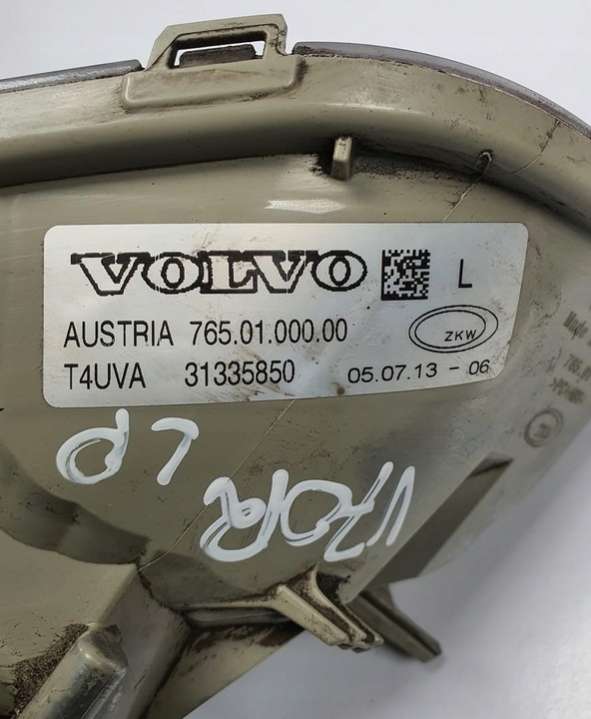 VOLVO L
AUSTRIA 765.01.000.00 ZKW
T4UVA 31335850 05.07.13 - 06
LP
V70R